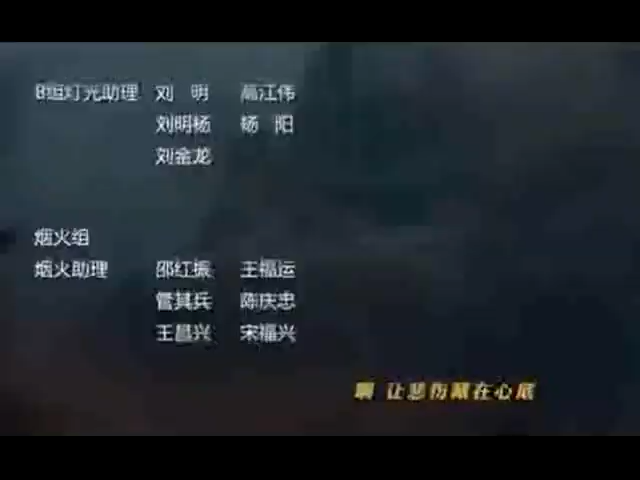 B组灯光助理 刘 明 高江伟
刘明杨 杨 阳
刘金龙
烟火组
烟火助理 邵红振 王福运
管其兵 陈庆忠
王昌兴 宋福兴
啊 让悲伤藏在心底